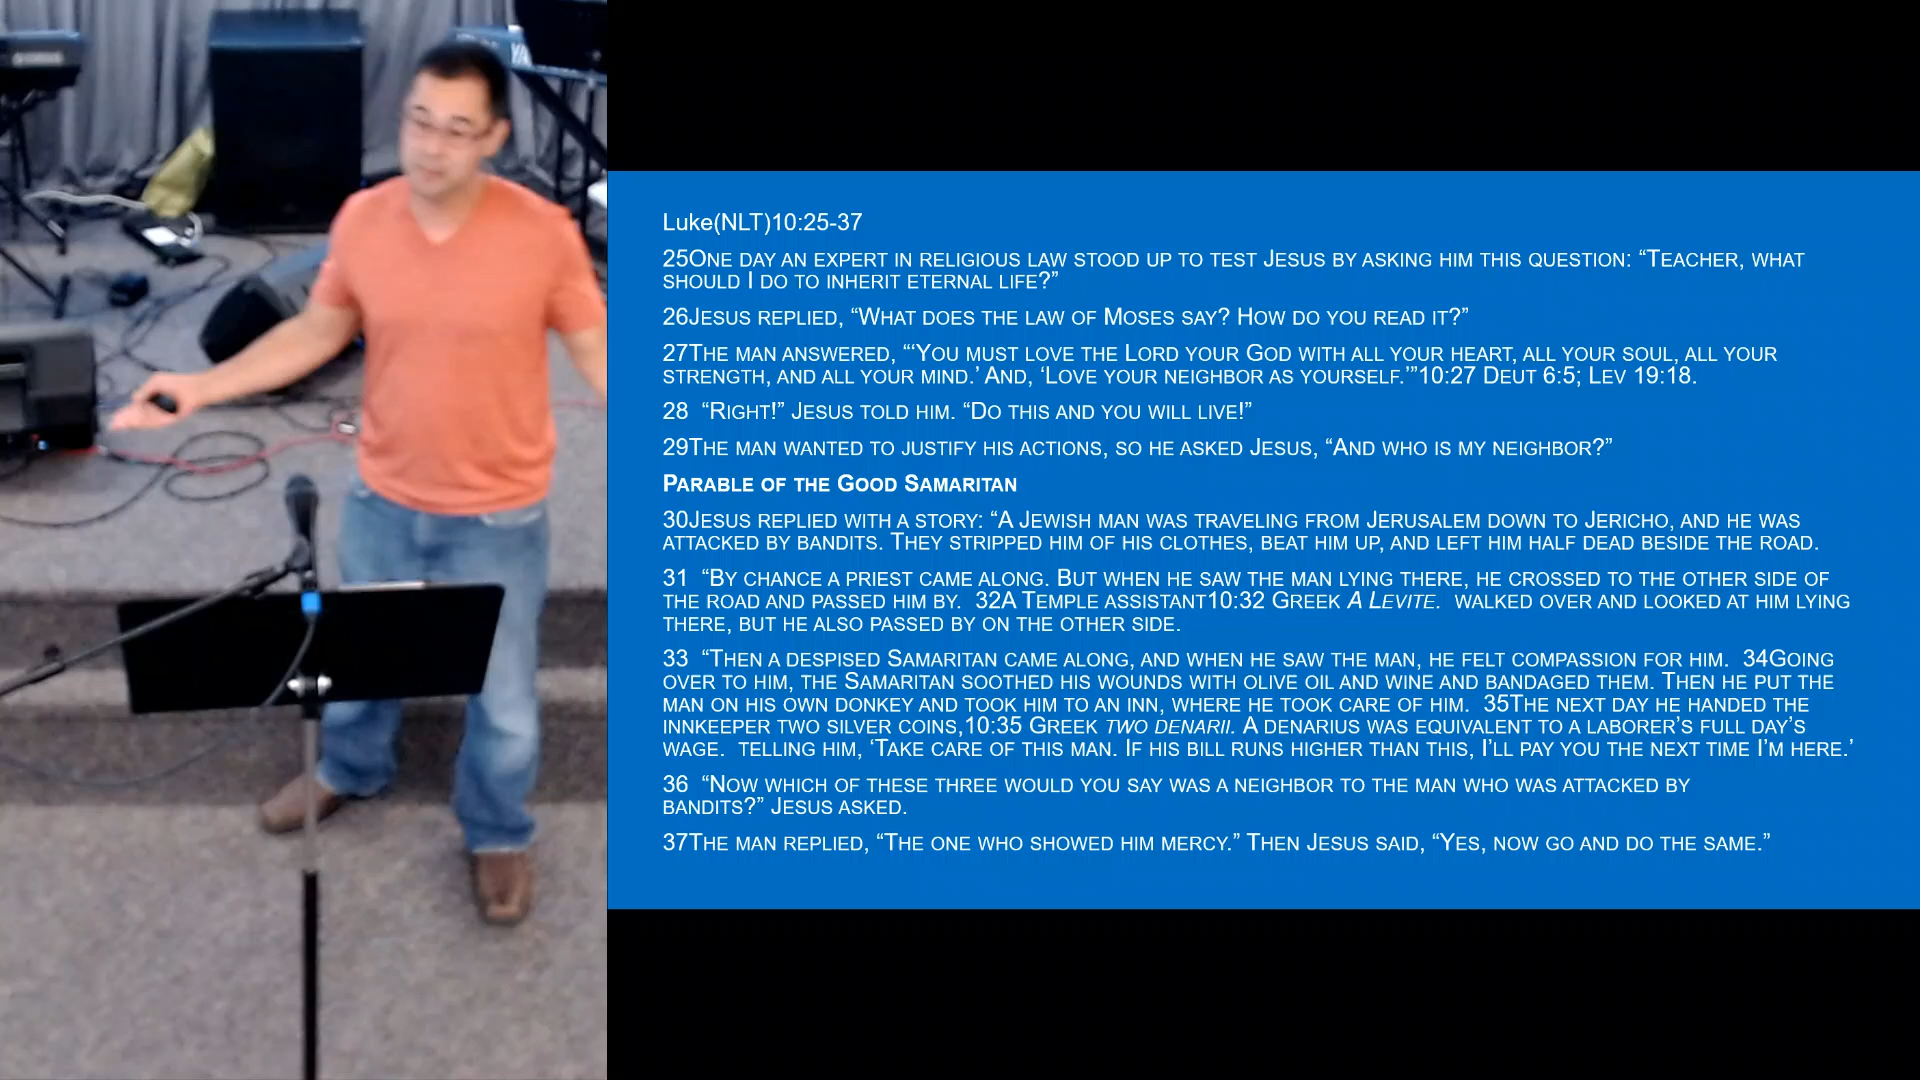 Luke(NLT)10:25-37
25One day an expert in religious law stood up to test Jesus by asking him this question: “Teacher, what
should I do to inherit eternal life?”
26Jesus replied, “What does the law of Moses say? How do you read it?”
27The man answered, “‘You must love the Lord your God with all your heart, all your soul, all your
strength, and all your mind.’ And, ‘Love your neighbor as yourself.’”10:27 Deut 6:5; Lev 19:18.
28  “Right!” Jesus told him. “Do this and you will live!”
29The man wanted to justify his actions, so he asked Jesus, “And who is my neighbor?”
Parable of the Good Samaritan
30Jesus replied with a story: “A Jewish man was traveling from Jerusalem down to Jericho, and he was
attacked by bandits. They stripped him of his clothes, beat him up, and left him half dead beside the road.
31  “By chance a priest came along. But when he saw the man lying there, he crossed to the other side of
the road and passed him by.  32A Temple assistant10:32 Greek A Levite.  walked over and looked at him lying
there, but he also passed by on the other side.
33  “Then a despised Samaritan came along, and when he saw the man, he felt compassion for him.  34Going
over to him, the Samaritan soothed his wounds with olive oil and wine and bandaged them. Then he put the
man on his own donkey and took him to an inn, where he took care of him.  35The next day he handed the
innkeeper two silver coins,10:35 Greek two denarii. A denarius was equivalent to a laborer’s full day’s
wage.  telling him, ‘Take care of this man. If his bill runs higher than this, I’ll pay you the next time I’m here.’
36  “Now which of these three would you say was a neighbor to the man who was attacked by
bandits?” Jesus asked.
37The man replied, “The one who showed him mercy.” Then Jesus said, “Yes, now go and do the same.”